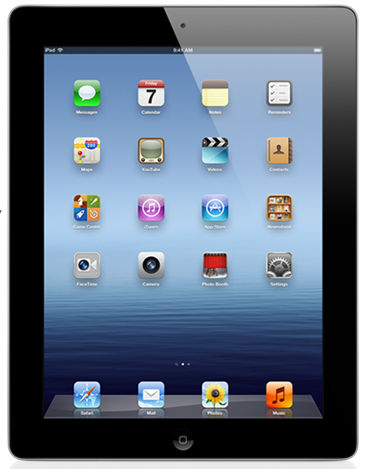 iPad 9:41 AM
Messages Friday Calendar Notes Reminders
7
280
Maps YouTube Videos Contacts
Game Center iTunes App Store Newsstand
FaceTime Camera Photo Booth Settings
Safari Mail Photos Music